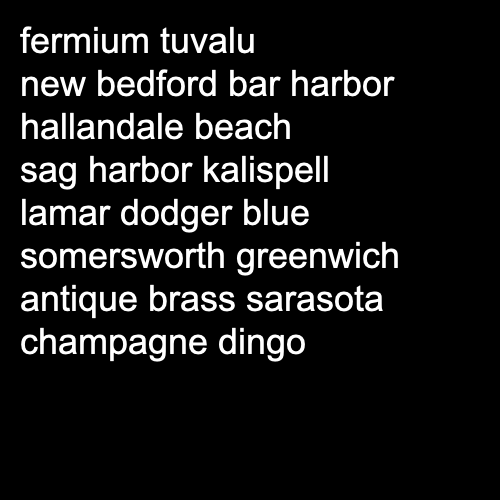 fermium tuvalu
new bedford bar harbor
hallandale beach
sag harbor kalispell
lamar dodger blue
somersworth greenwich
antique brass sarasota
champagne dingo